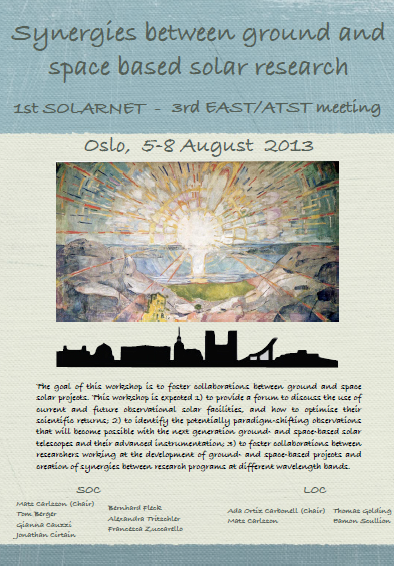 Synergies between ground and
space based solar research
1st SOLARNET - 3rd EAST/ATST meeting
Oslo, 5-8 August 2013
The goal of this workshop is to foster collaborations between ground and space
solar projects. This workshop is expected 1) to provide a forum to discuss the use of
current and future observational solar facilities, and how to optimise their
scientific returns; 2) to identify the potentially paradigm-shifting observations
that will become possible with the next generation ground- and space-based solar
telescopes and their advanced instrumentation; 3) to foster collaborations between
researchers working at the development of ground- and space-based projects and
creation of synergies between research programs at different wavelength bands.
SOC
Mats Carlsson (Chair)
Tom Berger
Gianna Cauzzi
Jonathan Cirtain
Bernhard Fleck
Alexandra Tritschler
Francesca Zuccarello
LOC
Ada Ortiz Carbonell (Chair)
Mats Carlsson
Thomas Golding
Eamon Scullion